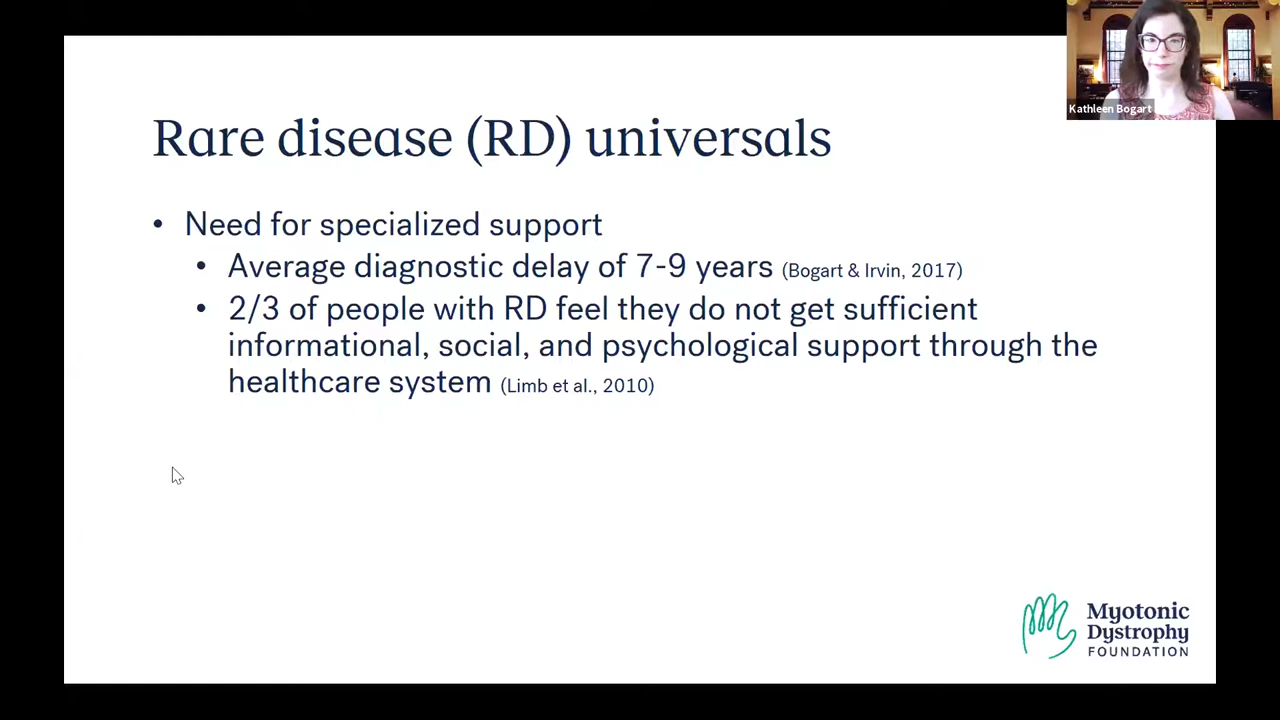 Kathleen Bogart
Rare disease (RD) universals
• Need for specialized support
• Average diagnostic delay of 7-9 years (Bogart & Irvin, 2017)
• 2/3 of people with RD feel they do not get sufficient
informational, social, and psychological support through the
healthcare system (Limb et al., 2010)
Myotonic
Dystrophy
FOUNDATION